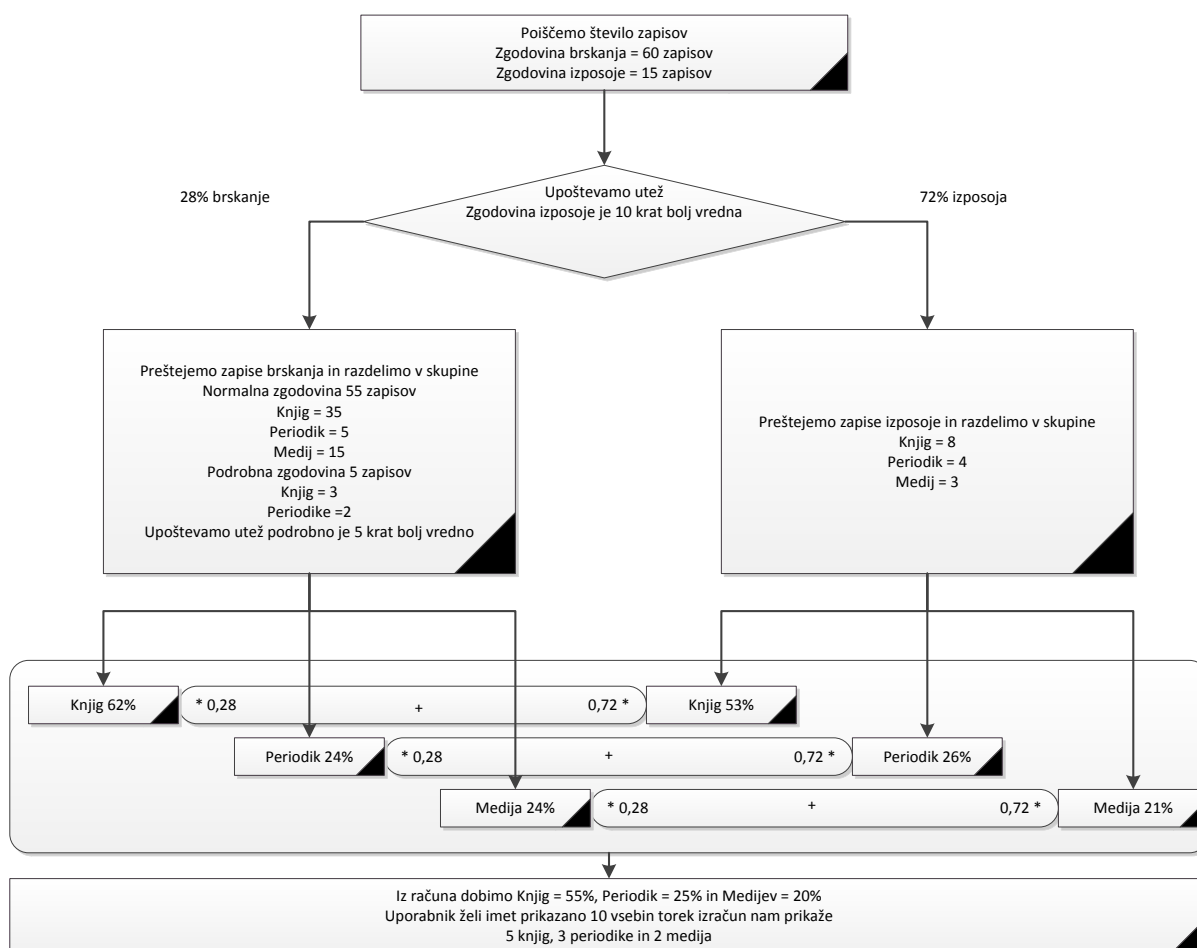 Poiščemo število zapisov
Zgodovina brskanja = 60 zapisov
Zgodovina izposoje = 15 zapisov
28% brskanje
Upoštevamo utež
Zgodovina izposoje je 10 krat bolj vredna
72% izposoja
Preštejemo zapise brskanja in razdelimo v skupine
Normalna zgodovina 55 zapisov
Knjig = 35
Periodik = 5
Medij = 15
Podrobna zgodovina 5 zapisov
Knjig = 3
Periodike =2
Upoštevamo utež podrobno je 5 krat bolj vredno
Preštejemo zapise izposoje in razdelimo v skupine
Knjig = 8
Periodik = 4
Medij = 3
Knjig 62% * 0,28 + 0,72 * Knjig 53%
Periodik 24% * 0,28 + 0,72 * Periodik 26%
Medija 24% * 0,28 + 0,72 * Medija 21%
Iz računa dobimo Knjig = 55%, Periodik = 25% in Medijev = 20%
Uporabnik želi imet prikazano 10 vsebin torek izračun nam prikaže
5 knjig, 3 periodike in 2 medija